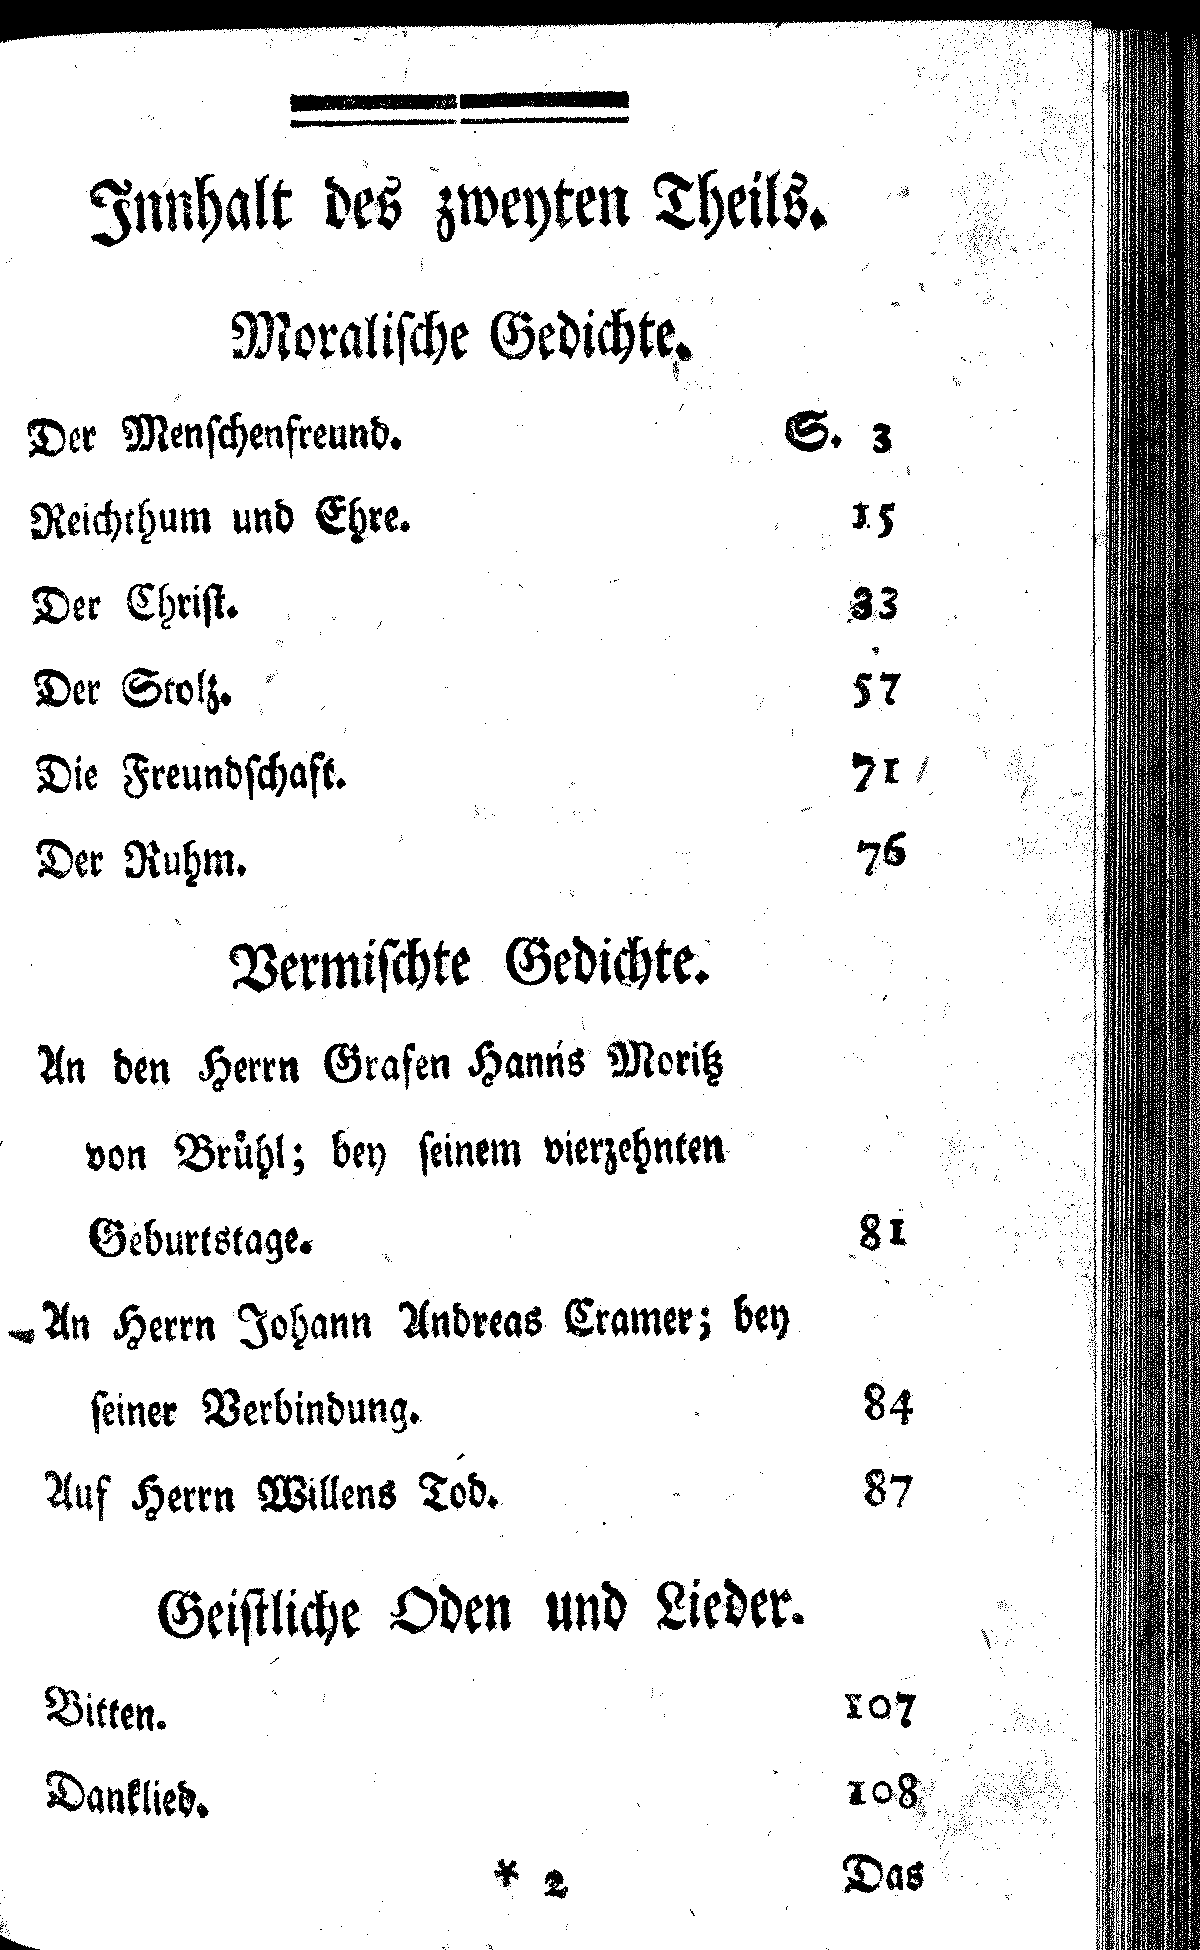 Innhalt des zweyten Theils.
Moraliſche Gedichte.
Der Menſchenfreund. S. 3
Reichthum und Ehre. 15
Der Chriſt. 33
Der Stolz. 57
Die Freundſchaft. 71
Der Ruhm. 76
Vermiſchte Gedichte.
An den Herrn Grafen Hanns Moritz
von Bruͤhl; bey ſeinem vierzehnten
Geburtstage. 81
An Herrn Johann Andreas Cramer; bey
ſeiner Verbindung. 84
Auf Herrn Willens Tod. 87
Geiſtliche Oden und Lieder.
Bitten. 107
Danklied. 108
* 2 Das